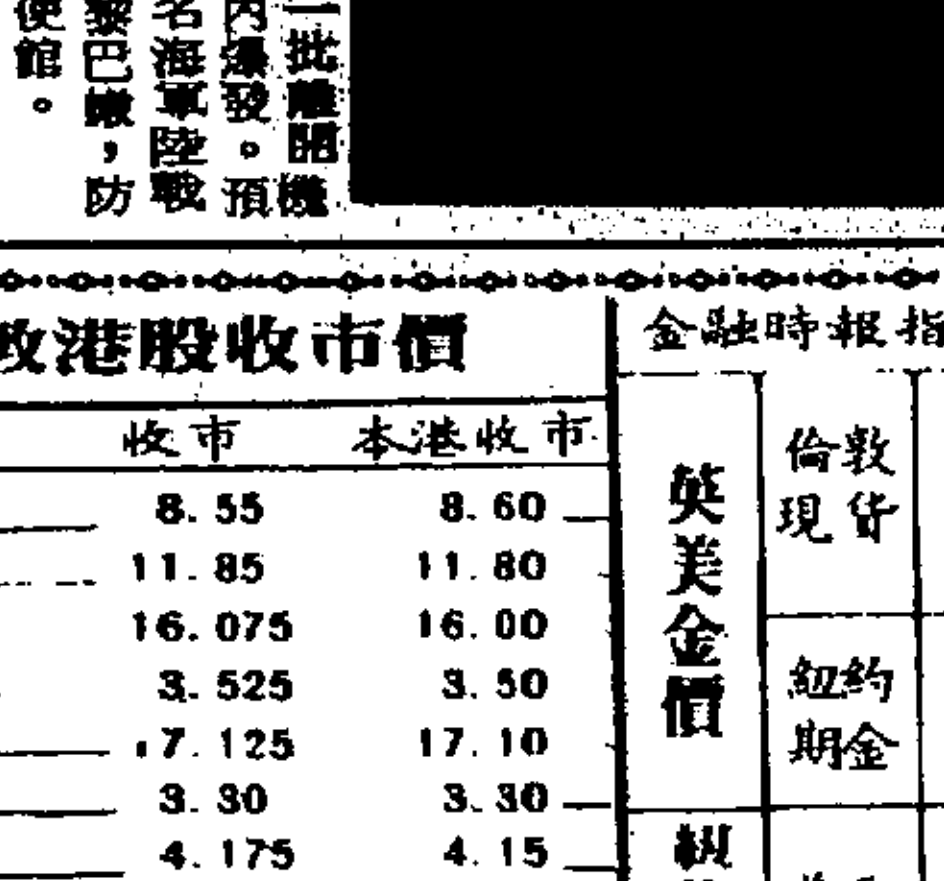 一批離開機
內爆發。預
名海軍陸戰
黎巴嫩，防
使館。
敦港股收市價
收市 本港收市
8.55 8.60
11.85 11.80
16.075 16.00
3.525 3.50
7.125 17.10
3.30 3.30
4.175 4.15
金融時報指
英美金價
倫敦
現貨
紐約
期金